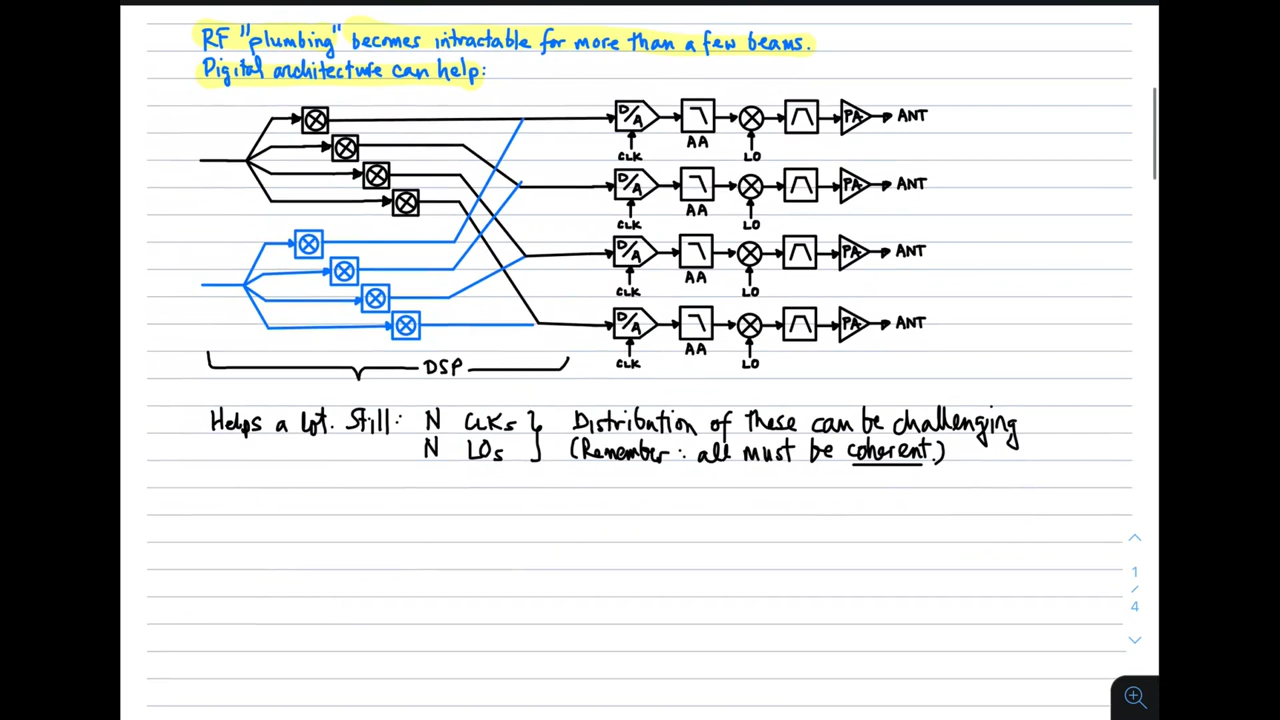 RF "plumbing" becomes intractable for more than a few beams.
Digital architecture can help:
D/A AA CLK LO PA ANT
D/A AA CLK LO PA ANT
D/A AA CLK LO PA ANT
D/A AA CLK LO PA ANT
DSP
Helps a lot. Still: N CLKs } Distribution of these can be challenging
N LOs } (Remember: all must be coherent.)
1
/
4